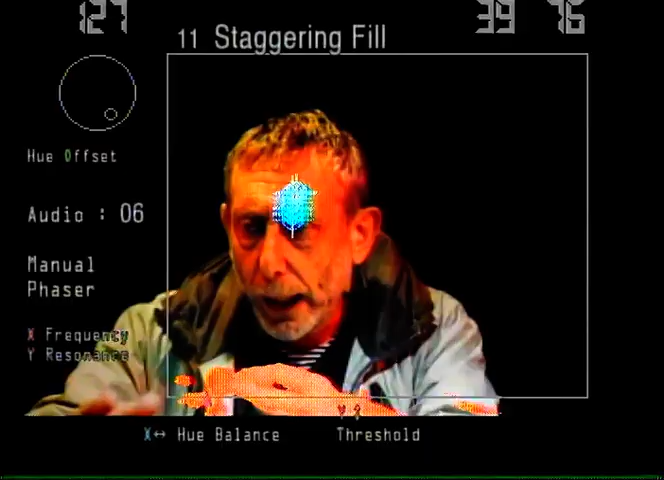 127
39 76
11 Staggering Fill
Hue Offset
Audio : 06
Manual
Phaser
X Frequency
Y Resonance
X↔ Hue Balance
Y↕ Threshold